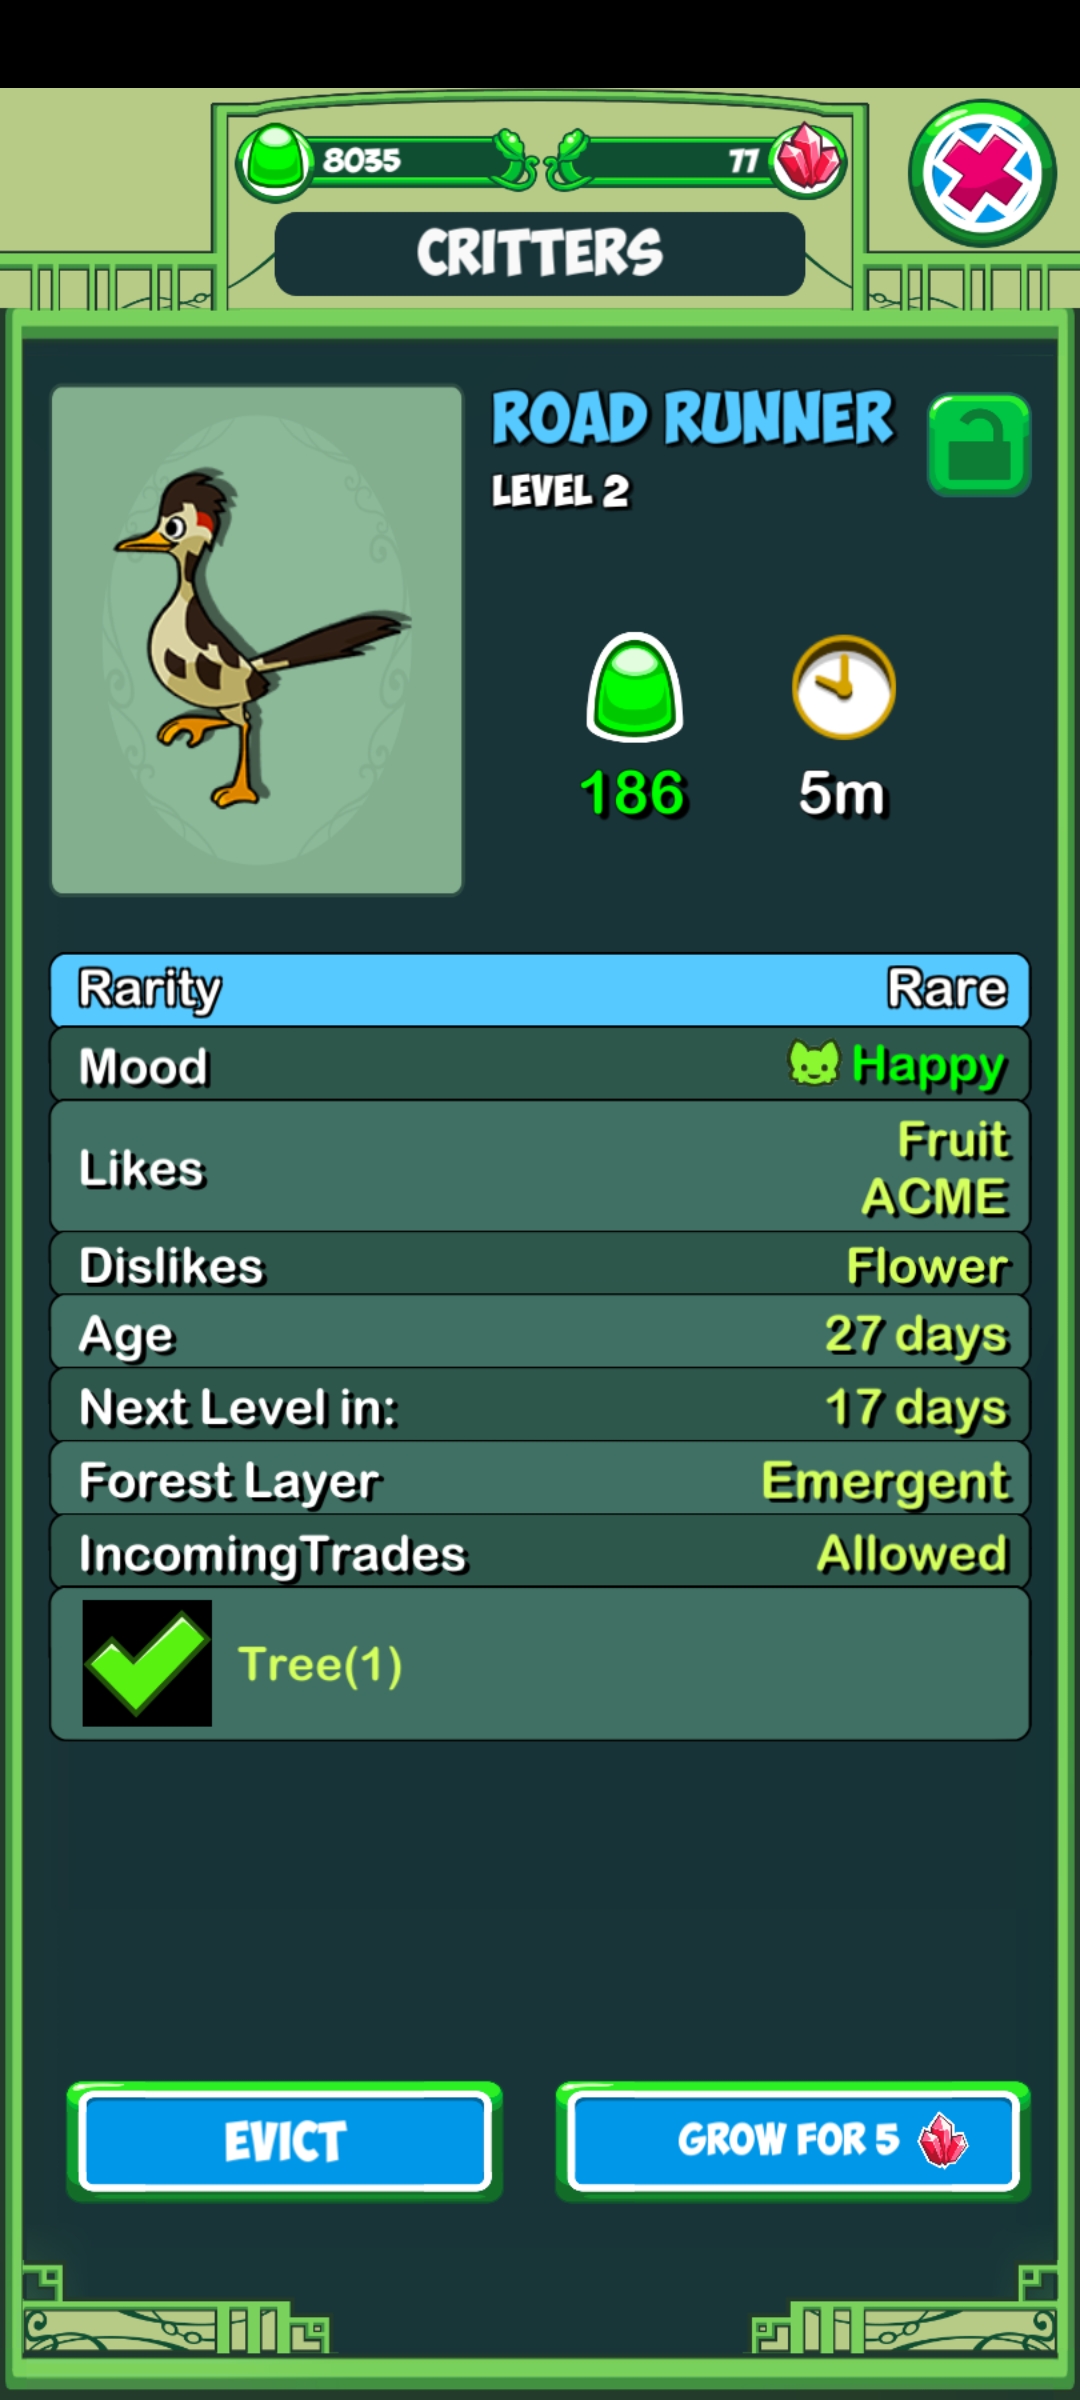 8035 77
CRITTERS
ROAD RUNNER
LEVEL 2
186 5m
Rarity Rare
Mood Happy
Likes Fruit
ACME
Dislikes Flower
Age 27 days
Next Level in: 17 days
Forest Layer Emergent
IncomingTrades Allowed
Tree(1)
EVICT GROW FOR 5